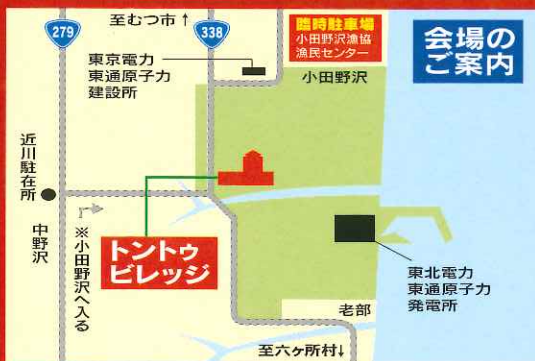 至むつ市↑
279
338
臨時駐車場
小田野沢漁協
漁民センター
会場の
ご案内
東京電力
東通原子力
建設所
小田野沢
近川駐在所
中野沢
※小田野沢へ入る
トントゥ
ビレッジ
東北電力
東通原子力
発電所
老部
至六ヶ所村↓